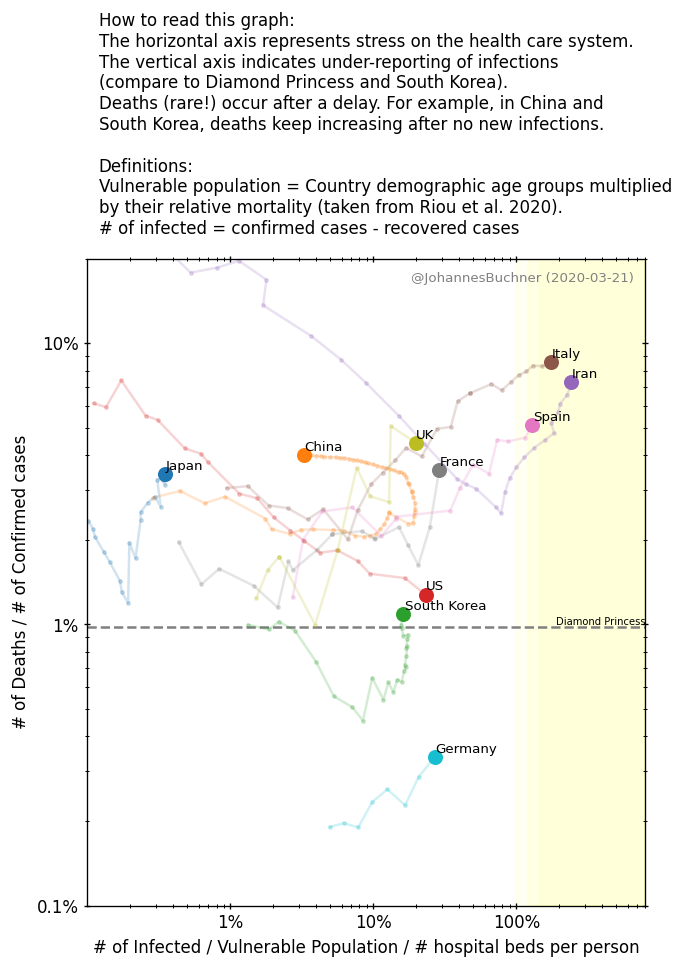 How to read this graph:
The horizontal axis represents stress on the health care system.
The vertical axis indicates under-reporting of infections
(compare to Diamond Princess and South Korea).
Deaths (rare!) occur after a delay. For example, in China and
South Korea, deaths keep increasing after no new infections.
Definitions:
Vulnerable population = Country demographic age groups multiplied
by their relative mortality (taken from Riou et al. 2020).
# of infected = confirmed cases - recovered cases
@JohannesBuchner (2020-03-21)
10%
Italy
Iran
Spain
UK
China
France
Japan
US
South Korea
1%
Diamond Princess
Germany
0.1%
1%
10%
100%
# of Deaths / # of Confirmed cases
# of Infected / Vulnerable Population / # hospital beds per person